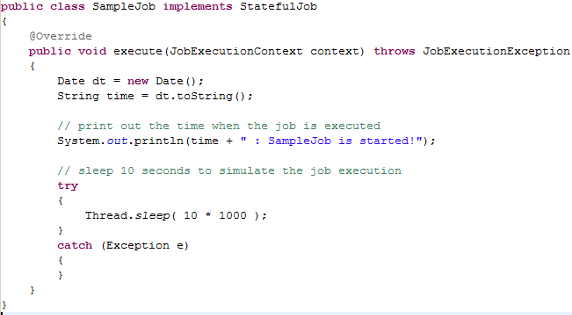 public class SampleJob implements StatefulJob
{
@Override
public void execute(JobExecutionContext context) throws JobExecutionException
{
Date dt = new Date();
String time = dt.toString();
// print out the time when the job is executed
System.out.println(time + " : SampleJob is started!");
// sleep 10 seconds to simulate the job execution
try
{
Thread.sleep( 10 * 1000 );
}
catch (Exception e)
{
}
}
}